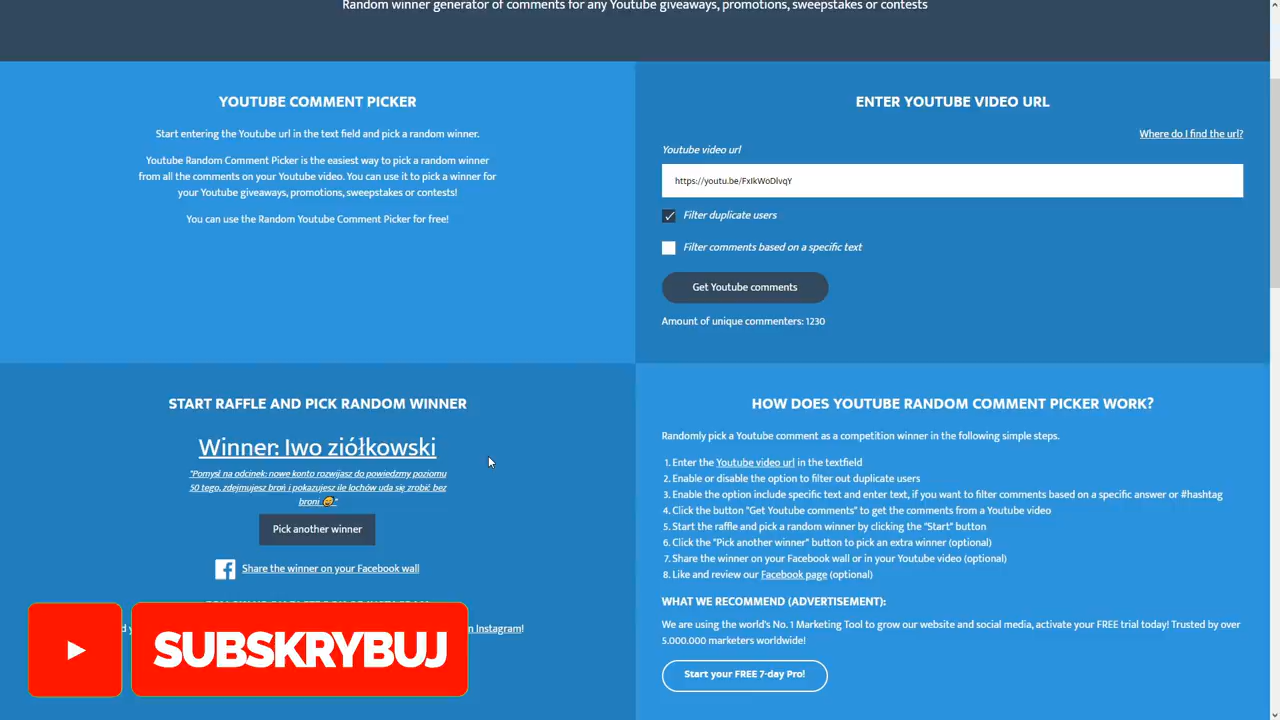 Random winner generator of comments for any Youtube giveaways, promotions, sweepstakes or contests
YOUTUBE COMMENT PICKER
Start entering the Youtube url in the text field and pick a random winner.
Youtube Random Comment Picker is the easiest way to pick a random winner
from all the comments on your Youtube video. You can use it to pick a winner for
your Youtube giveaways, promotions, sweepstakes or contests!
You can use the Random Youtube Comment Picker for free!
ENTER YOUTUBE VIDEO URL
Where do I find the url?
Youtube video url
https://youtu.be/FxIkWoDlvqY
Filter duplicate users
Filter comments based on a specific text
Get Youtube comments
Amount of unique commenters: 1230
START RAFFLE AND PICK RANDOM WINNER
Winner: Iwo ziółkowski
"Pomysł na odcinek: nowe konto rozwijasz do powiedzmy poziomu
50 tego, zdejmujesz broń i pokazujesz ile lochów uda się zrobić bez
broni 😅"
Pick another winner
Share the winner on your Facebook wall
n Instagram!
SUBSKRYBUJ
HOW DOES YOUTUBE RANDOM COMMENT PICKER WORK?
Randomly pick a Youtube comment as a competition winner in the following simple steps.
1. Enter the Youtube video url in the textfield
2. Enable or disable the option to filter out duplicate users
3. Enable the option include specific text and enter text, if you want to filter comments based on a specific answer or #hashtag
4. Click the button "Get Youtube comments" to get the comments from a Youtube video
5. Start the raffle and pick a random winner by clicking the "Start" button
6. Click the "Pick another winner" button to pick an extra winner (optional)
7. Share the winner on your Facebook wall or in your Youtube video (optional)
8. Like and review our Facebook page (optional)
WHAT WE RECOMMEND (ADVERTISEMENT):
We are using the world's No. 1 Marketing Tool to grow our website and social media, activate your FREE trial today! Trusted by over
5.000.000 marketers worldwide!
Start your FREE 7-day Pro!